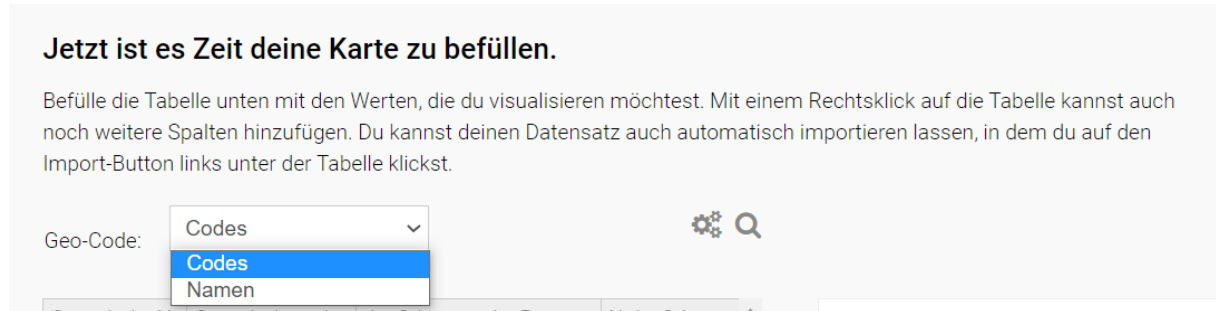 Jetzt ist es Zeit deine Karte zu befüllen.
Befülle die Tabelle unten mit den Werten, die du visualisieren möchtest. Mit einem Rechtsklick auf die Tabelle kannst auch
noch weitere Spalten hinzufügen. Du kannst deinen Datensatz auch automatisch importieren lassen, in dem du auf den
Import-Button links unter der Tabelle klickst.
Geo-Code:
Codes
Codes
Namen